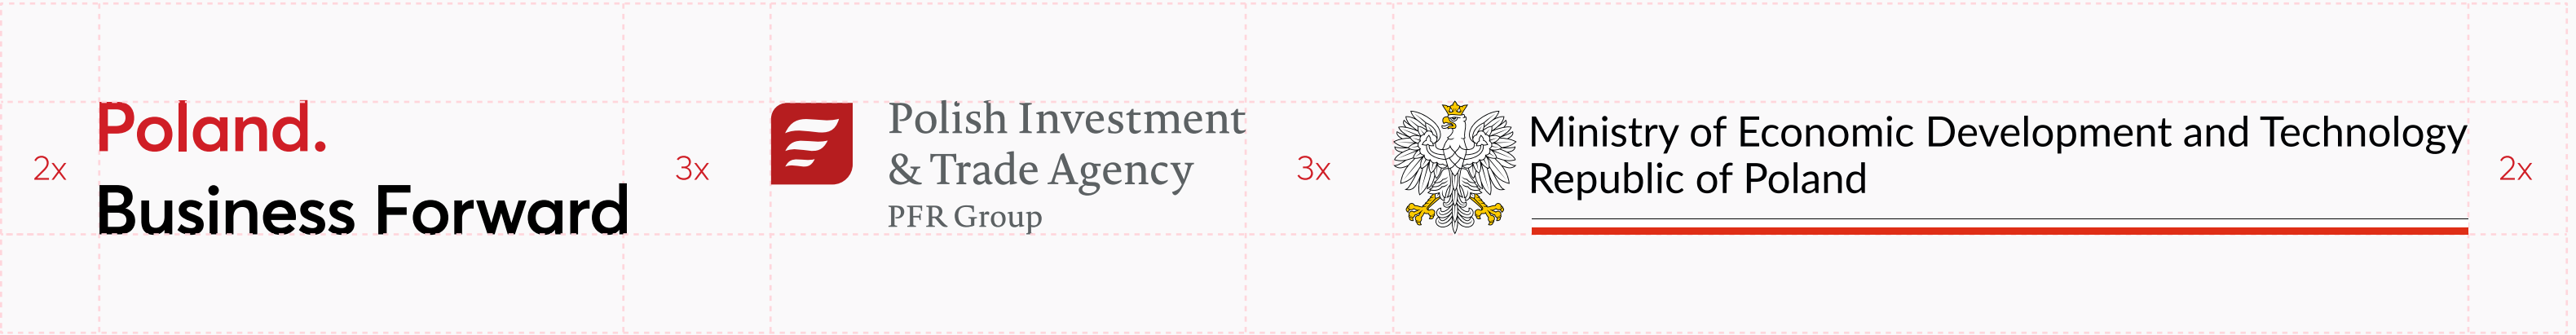 2x
Poland.
Business Forward
3x
Polish Investment
& Trade Agency
PFR Group
3x
Ministry of Economic Development and Technology
Republic of Poland
2x